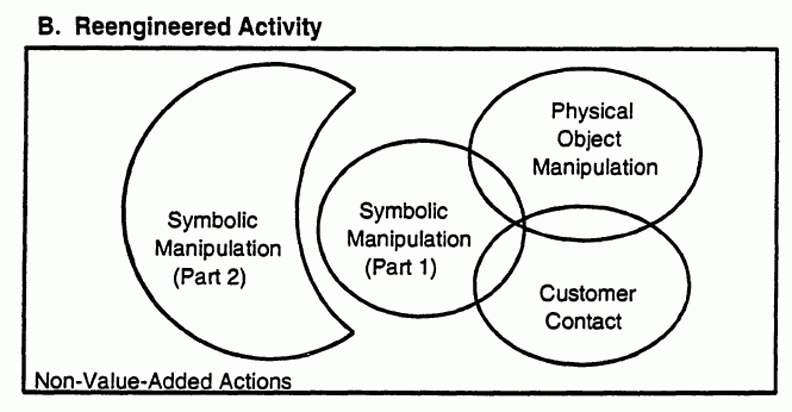 B. Reengineered Activity
Physical
Object
Manipulation
Symbolic
Manipulation
(Part 2)
Symbolic
Manipulation
(Part 1)
Customer
Contact
Non-Value-Added Actions